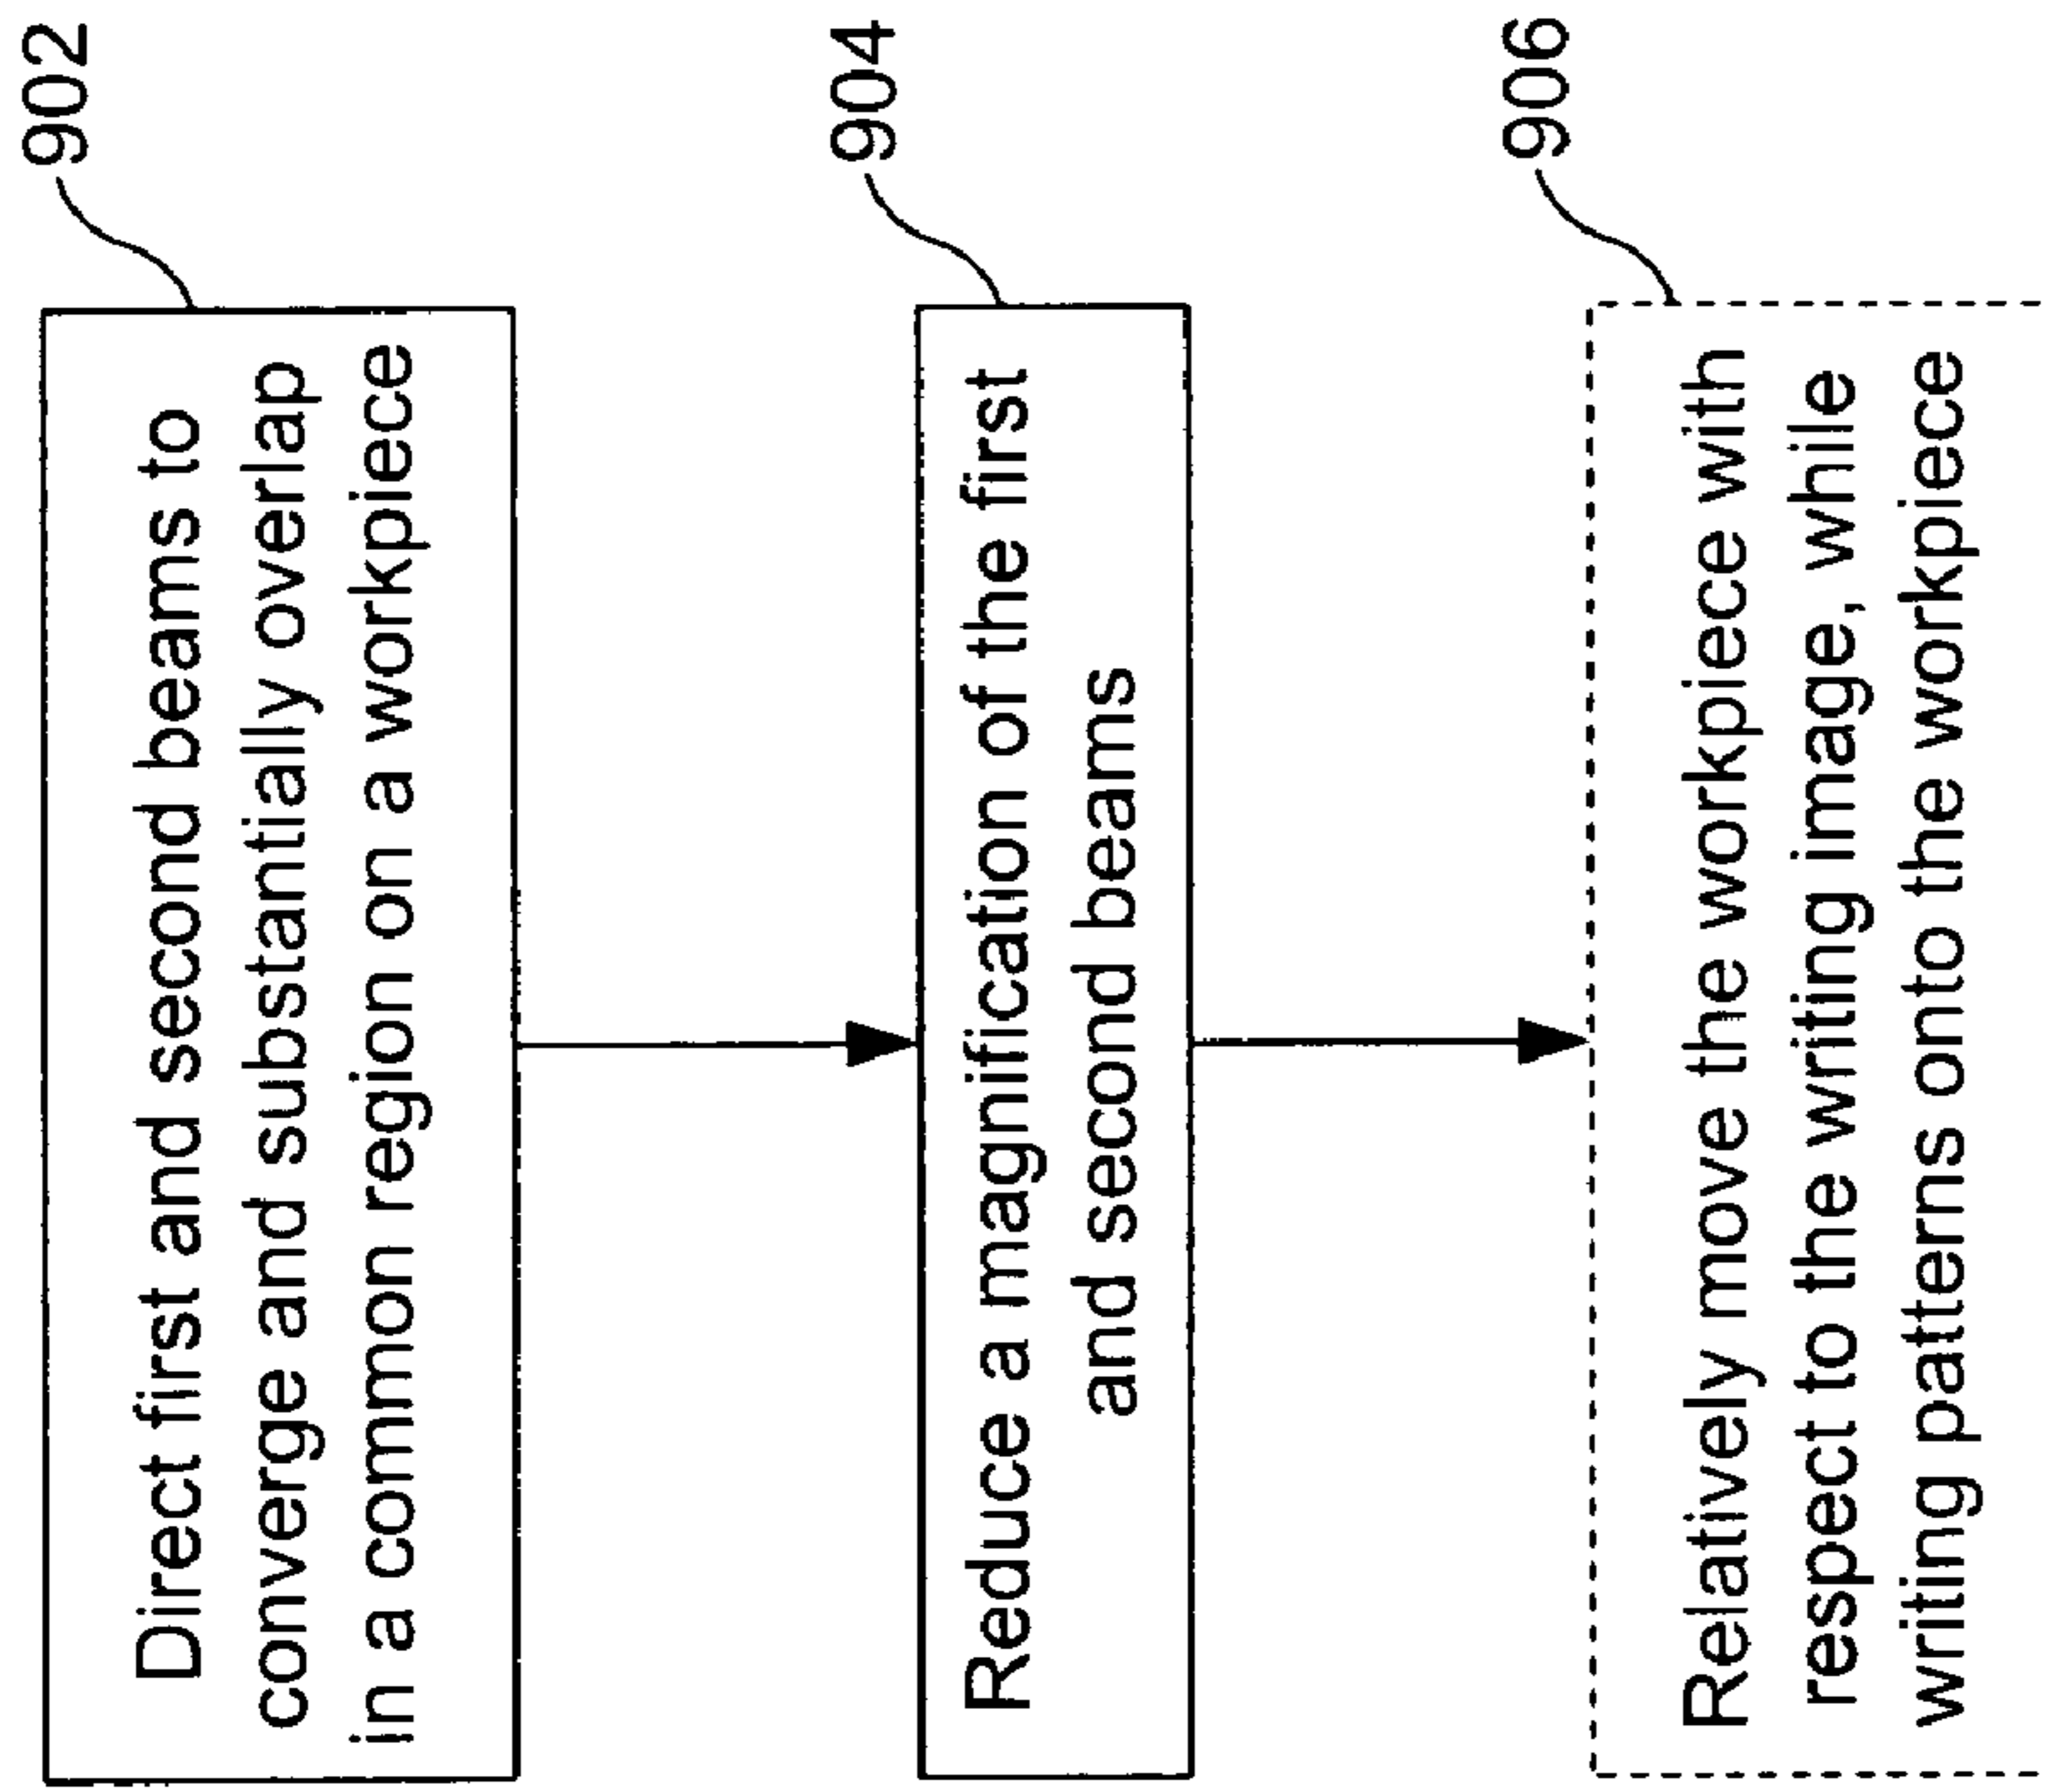 902
Direct first and second beams to
converge and substantially overlap
in a common region on a workpiece
904
Reduce a magnification of the first
and second beams
906
Relatively move the workpiece with
respect to the writing image, while
writing patterns onto the workpiece